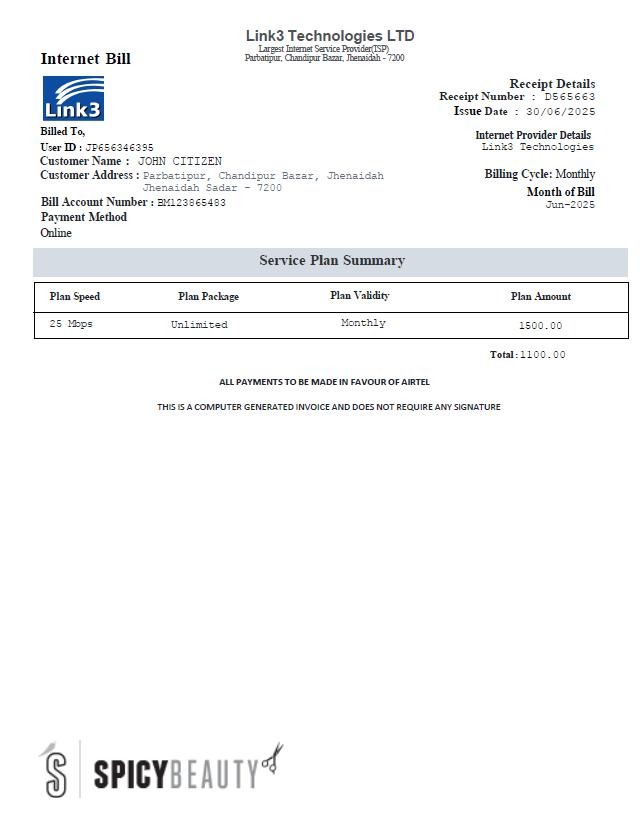 Link3 Technologies LTD
Largest Internet Service Provider(ISP)
Parbatipur, Chandipur Bazar, Jhenaidah - 7200
Internet Bill
Link3
Receipt Details
Receipt Number : D565663
Issue Date : 30/06/2025
Billed To,
User ID : JP656346395
Customer Name : JOHN CITIZEN
Customer Address : Parbatipur, Chandipur Bazar, Jhenaidah
Jhenaidah Sadar - 7200
Bill Account Number : BM123865483
Payment Method
Online
Internet Provider Details
Link3 Technologies
Billing Cycle: Monthly
Month of Bill
Jun-2025
Service Plan Summary
Plan Speed Plan Package Plan Validity Plan Amount
25 Mbps Unlimited Monthly 1500.00
Total : 1100.00
ALL PAYMENTS TO BE MADE IN FAVOUR OF AIRTEL
THIS IS A COMPUTER GENERATED INVOICE AND DOES NOT REQUIRE ANY SIGNATURE
S SPICYBEAUTY